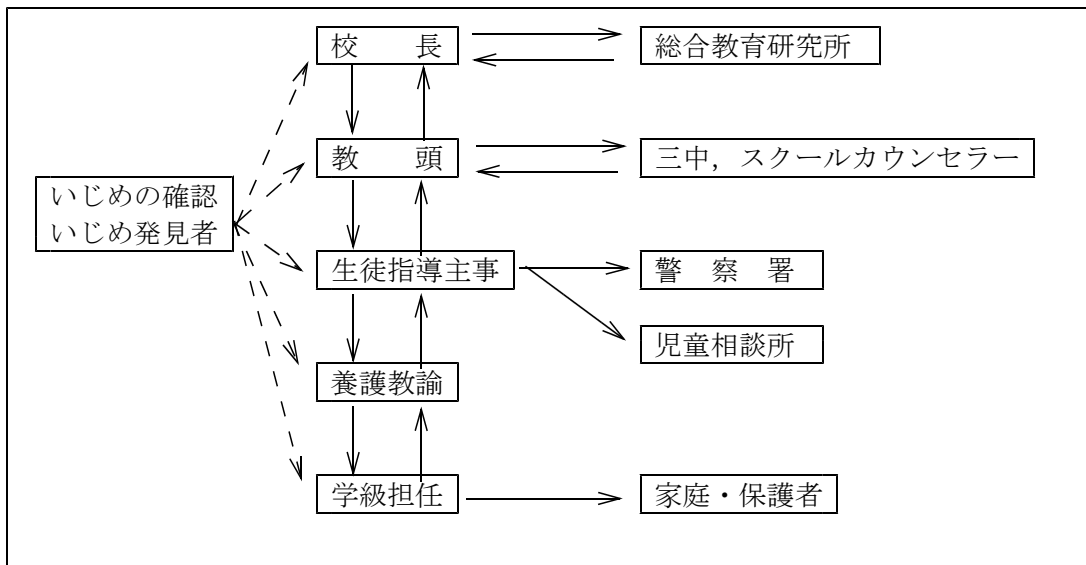 校　　長
総合教育研究所
教　　頭
三中，スクールカウンセラー
いじめの確認
いじめ発見者
生徒指導主事
警　察　署
児童相談所
養護教諭
学級担任
家庭・保護者